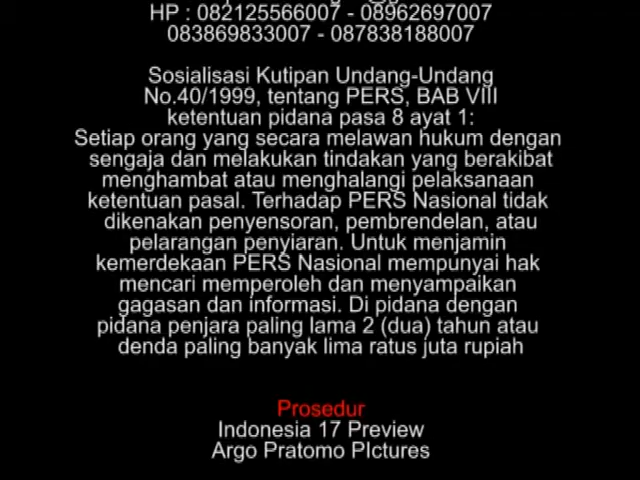 HP : 082125566007 - 08962697007
083869833007 - 087838188007
Sosialisasi Kutipan Undang-Undang
No.40/1999, tentang PERS, BAB VIII
ketentuan pidana pasa 8 ayat 1:
Setiap orang yang secara melawan hukum dengan
sengaja dan melakukan tindakan yang berakibat
menghambat atau menghalangi pelaksanaan
ketentuan pasal. Terhadap PERS Nasional tidak
dikenakan penyensoran, pembrendelan, atau
pelarangan penyiaran. Untuk menjamin
kemerdekaan PERS Nasional mempunyai hak
mencari memperoleh dan menyampaikan
gagasan dan informasi. Di pidana dengan
pidana penjara paling lama 2 (dua) tahun atau
denda paling banyak lima ratus juta rupiah
Prosedur
Indonesia 17 Preview
Argo Pratomo PIctures